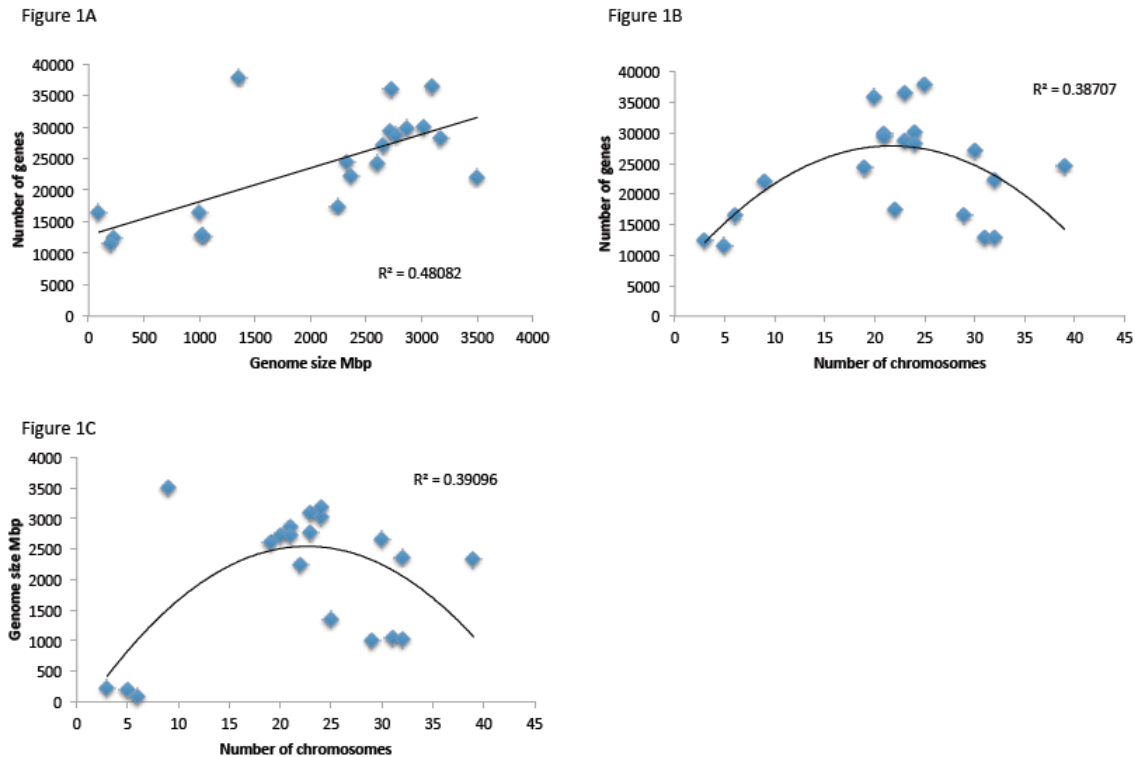 Figure 1A
40000
35000
30000
25000
20000
15000
10000
5000
0
Number of genes
R² = 0.48082
0 500 1000 1500 2000 2500 3000 3500 4000
Genome size Mbp
Figure 1B
40000
35000
30000
25000
20000
15000
10000
5000
0
Number of genes
R² = 0.38707
0 5 10 15 20 25 30 35 40 45
Number of chromosomes
Figure 1C
4000
3500
3000
2500
2000
1500
1000
500
0
Genome size Mbp
R² = 0.39096
0 5 10 15 20 25 30 35 40 45
Number of chromosomes